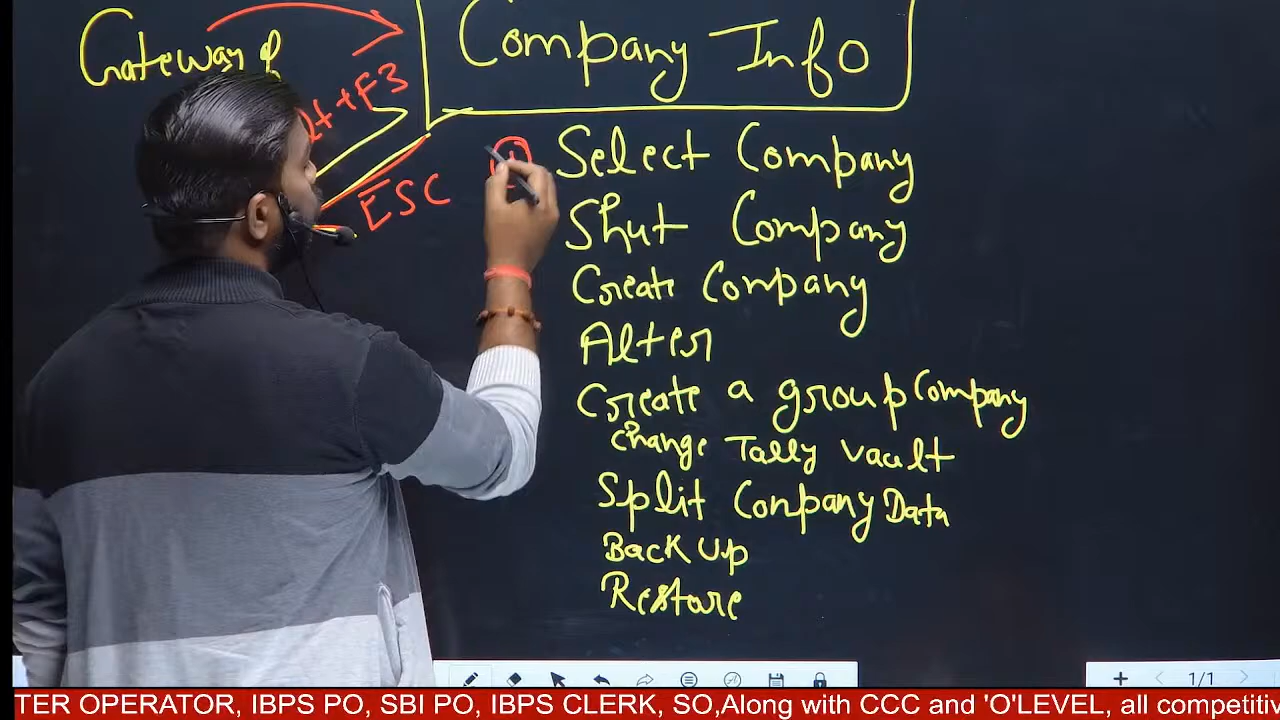 Gateway of
Company Info
+F3
ESC
Select Company
Shut Company
Create Company
Alter
Create a group Company
Change Tally Vault
Split Company Data
Back Up
Restore
1/1
TER OPERATOR, IBPS PO, SBI PO, IBPS CLERK, SO,Along with CCC and 'O'LEVEL, all competitiv